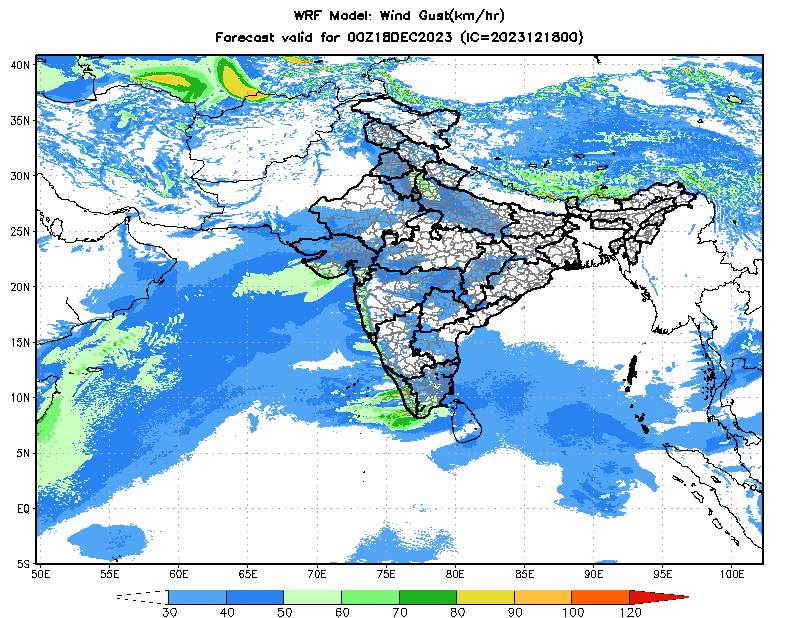 WRF Model: Wind Gust(km/hr)
Forecast valid for 00Z18DEC2023 (IC=2023121800)
40N
35N
30N
25N
20N
15N
10N
5N
EQ
5S
50E 55E 60E 65E 70E 75E 80E 85E 90E 95E 100E
30 40 50 60 70 80 90 100 120